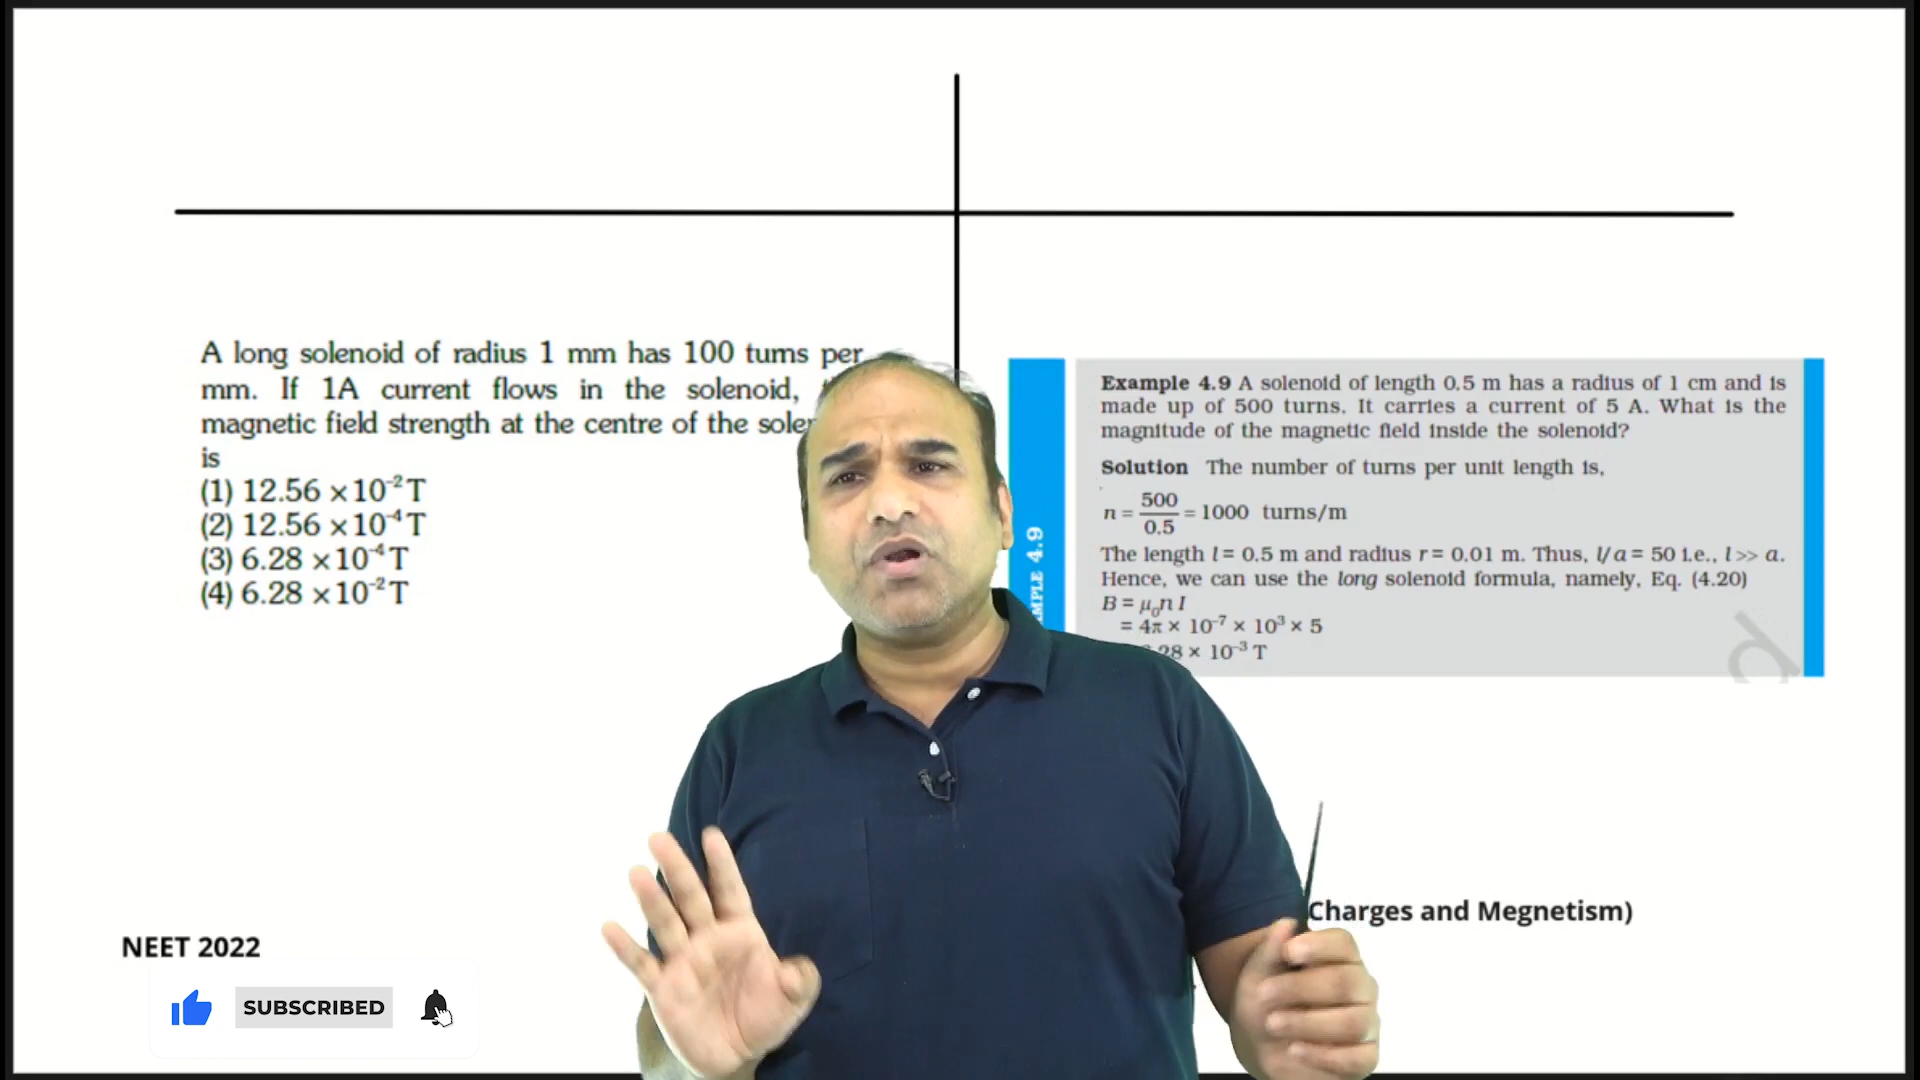 A long solenoid of radius 1 mm has 100 turns per
mm. If 1A current flows in the solenoid,
magnetic field strength at the centre of the
is
(1) 12.56 ×10⁻² T
(2) 12.56 ×10⁻⁴ T
(3) 6.28 ×10⁻⁴ T
(4) 6.28 ×10⁻² T
NEET 2022
SUBSCRIBED
4.9
Example 4.9 A solenoid of length 0.5 m has a radius of 1 cm and is
made up of 500 turns. It carries a current of 5 A. What is the
magnitude of the magnetic field inside the solenoid?
Solution The number of turns per unit length is,
n = 500/0.5 = 1000 turns/m
The length l = 0.5 m and radius r = 0.01 m. Thus, l/a = 50 i.e., l >> a.
Hence, we can use the long solenoid formula, namely, Eq. (4.20)
B = μ₀n I
= 4π × 10⁻⁷ × 10³ × 5
28 × 10⁻³ T
d
Charges and Megnetism)